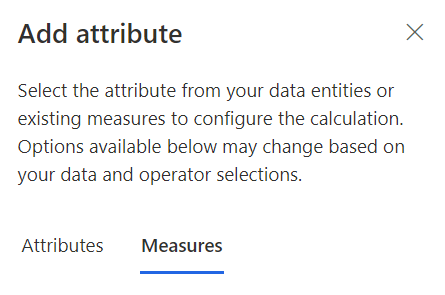 Add attribute
Select the attribute from your data entities or
existing measures to configure the calculation.
Options available below may change based on
your data and operator selections.
Attributes Measures